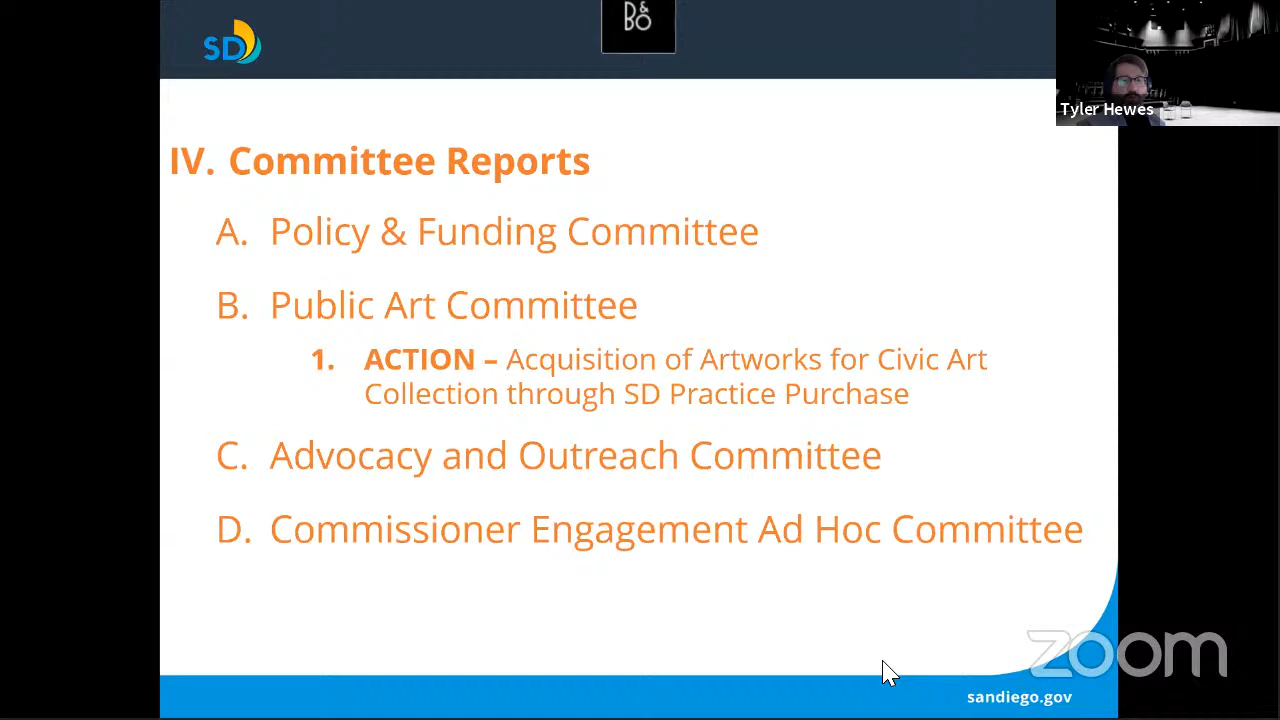 SD
B&
BO
Tyler Hewes
IV. Committee Reports
A. Policy & Funding Committee
B. Public Art Committee
1. ACTION – Acquisition of Artworks for Civic Art
Collection through SD Practice Purchase
C. Advocacy and Outreach Committee
D. Commissioner Engagement Ad Hoc Committee
zoom
sandiego.gov